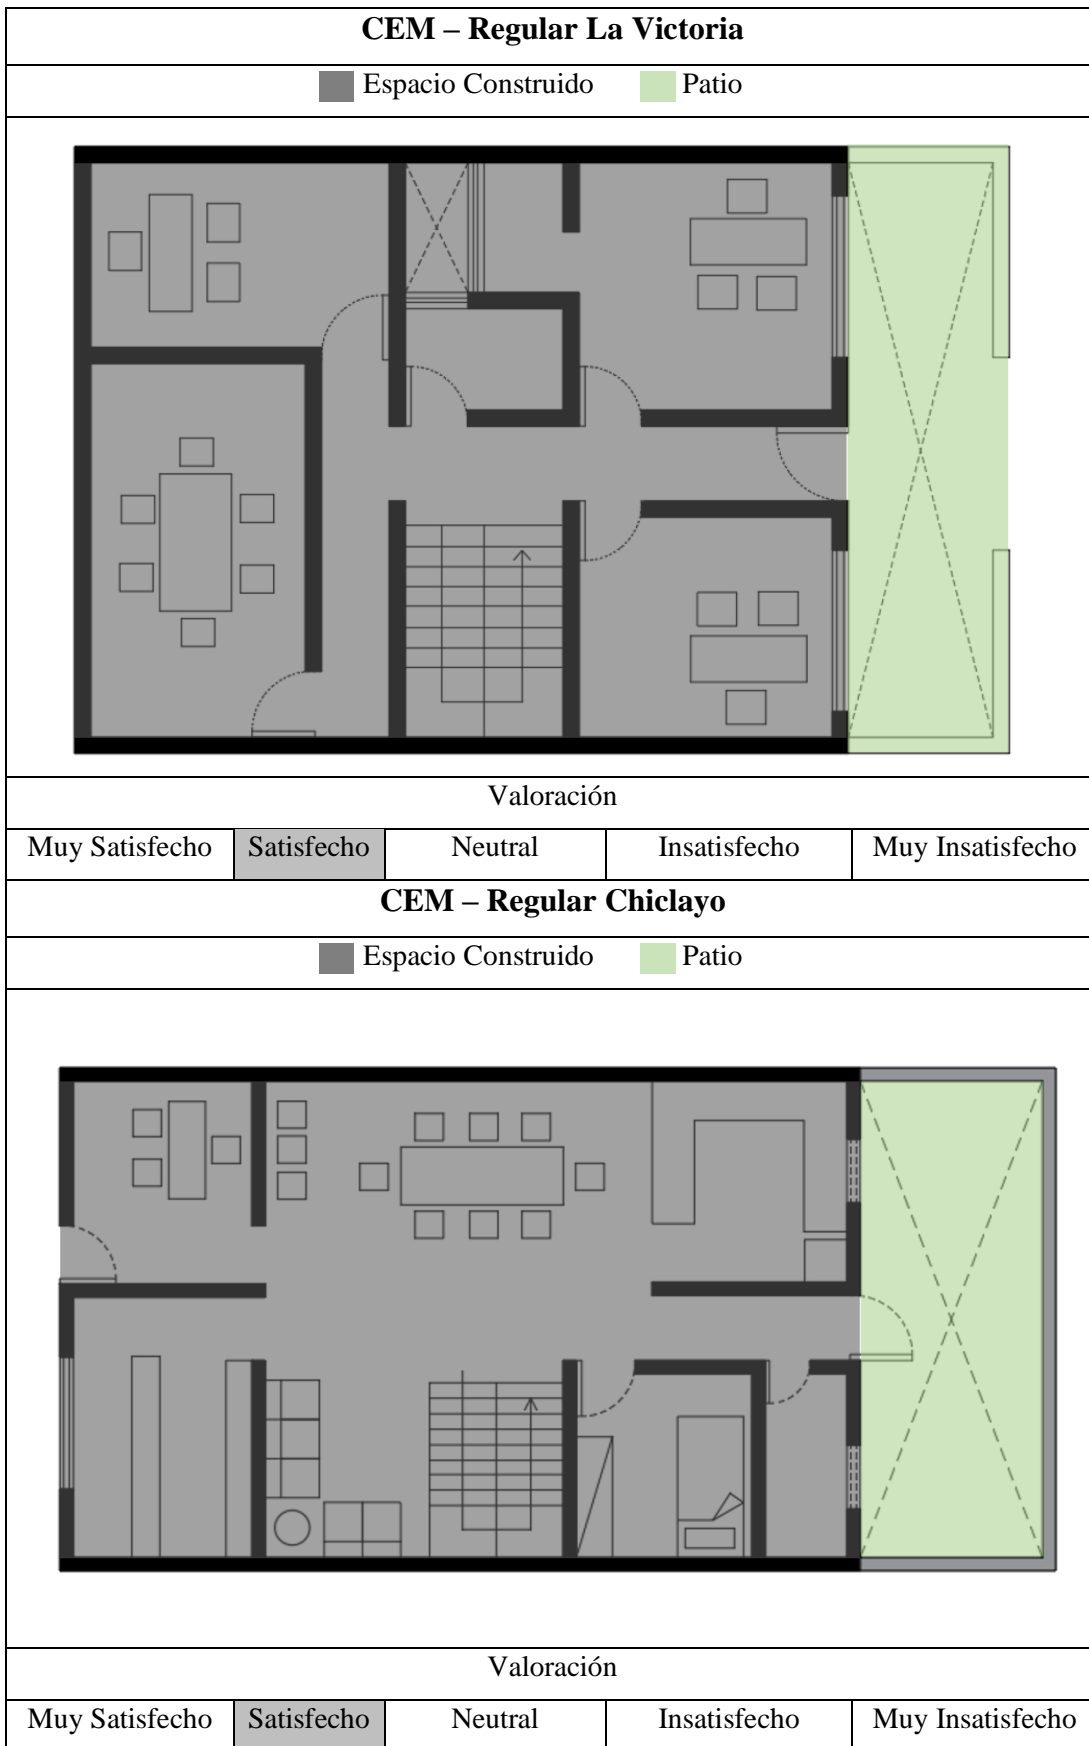 CEM – Regular La Victoria
Espacio Construido Patio
Valoración
Muy Satisfecho Satisfecho Neutral Insatisfecho Muy Insatisfecho
CEM – Regular Chiclayo
Espacio Construido Patio
Valoración
Muy Satisfecho Satisfecho Neutral Insatisfecho Muy Insatisfecho